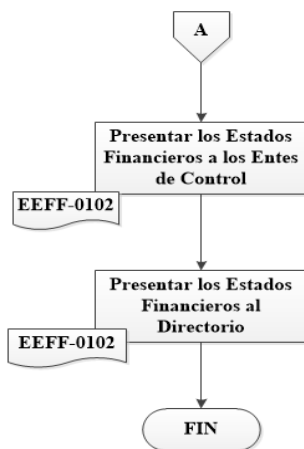 A
Presentar los Estados
Financieros a los Entes
de Control
EEFF-0102
Presentar los Estados
Financieros al
Directorio
EEFF-0102
FIN